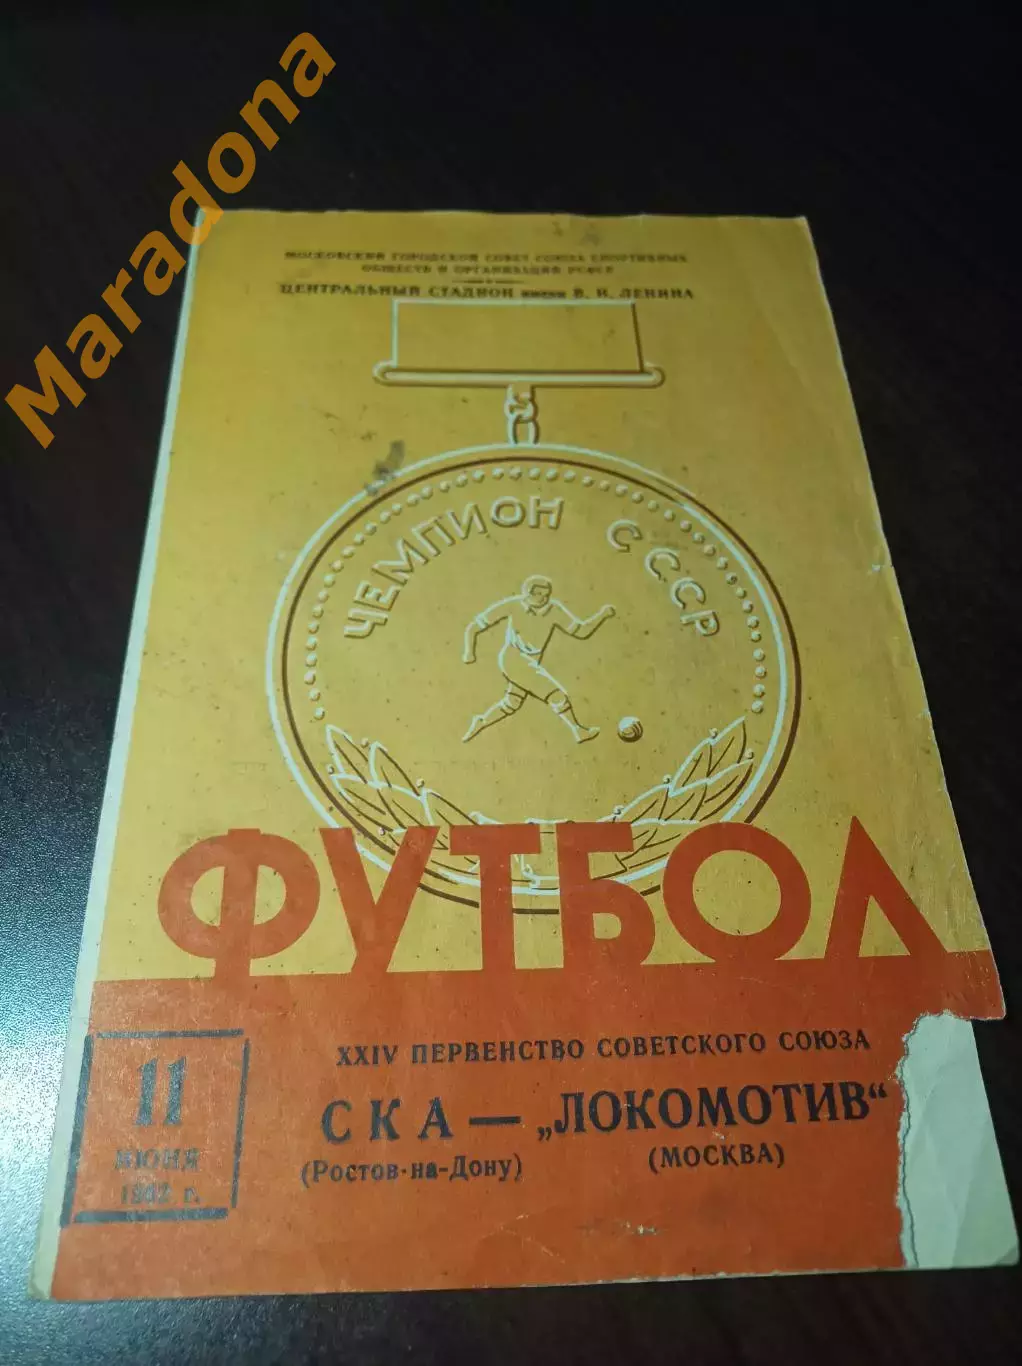 Maradona
МОСКОВСКИЙ ГОРОДСКОЙ СОВЕТ СОЮЗА СПОРТИВНЫХ
ОБЩЕСТВ И ОРГАНИЗАЦИЙ РСФСР
ЦЕНТРАЛЬНЫЙ СТАДИОН имени В. И. ЛЕНИНА
ЧЕМПИОН СССР
ФУТБОЛ
11
ИЮНЯ
1962 г.
XXIV ПЕРВЕНСТВО СОВЕТСКОГО СОЮЗА
СКА — „ЛОКОМОТИВ“
(Ростов-на-Дону) (МОСКВА)